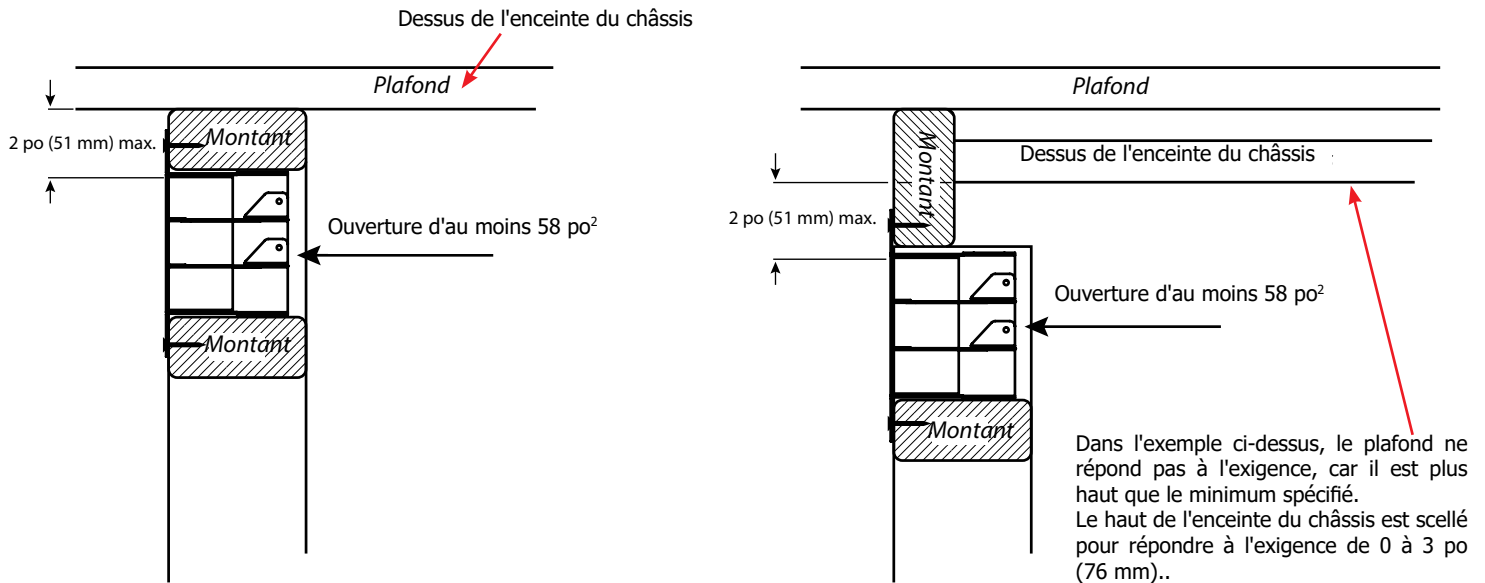 Dessus de l'enceinte du châssis
Plafond
2 po (51 mm) max.
Montant
Ouverture d'au moins 58 po²
Montant
Plafond
Montant
Dessus de l'enceinte du châssis
2 po (51 mm) max.
Ouverture d'au moins 58 po²
Montant
Dans l'exemple ci-dessus, le plafond ne
répond pas à l'exigence, car il est plus
haut que le minimum spécifié.
Le haut de l'enceinte du châssis est scellé
pour répondre à l'exigence de 0 à 3 po
(76 mm)..